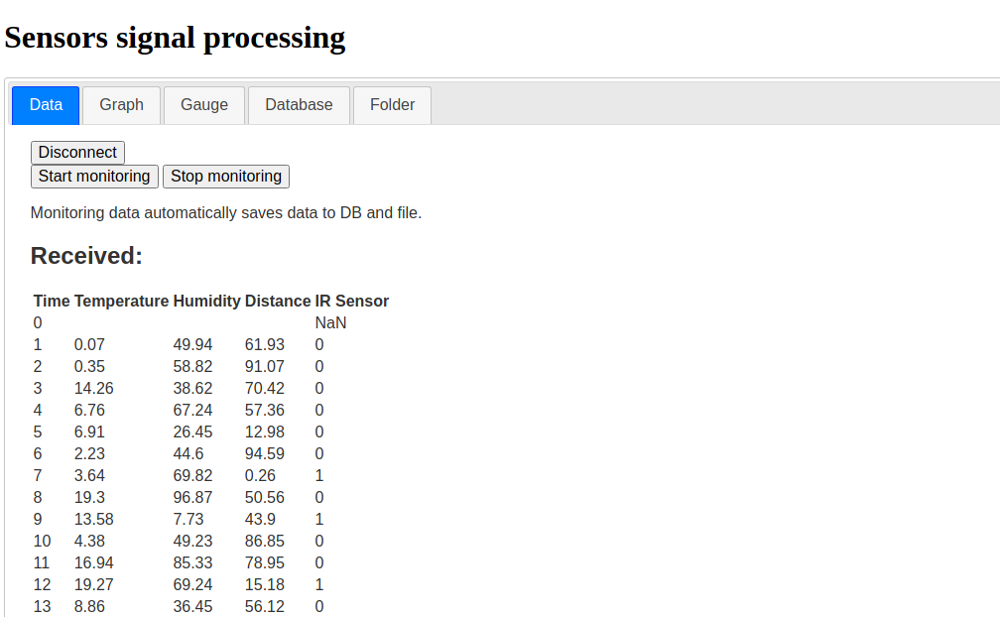 Sensors signal processing
Data Graph Gauge Database Folder
Disconnect
Start monitoring Stop monitoring
Monitoring data automatically saves data to DB and file.
Received:
Time Temperature Humidity Distance IR Sensor
0 NaN
1 0.07 49.94 61.93 0
2 0.35 58.82 91.07 0
3 14.26 38.62 70.42 0
4 6.76 67.24 57.36 0
5 6.91 26.45 12.98 0
6 2.23 44.6 94.59 0
7 3.64 69.82 0.26 1
8 19.3 96.87 50.56 0
9 13.58 7.73 43.9 1
10 4.38 49.23 86.85 0
11 16.94 85.33 78.95 0
12 19.27 69.24 15.18 1
13 8.86 36.45 56.12 0